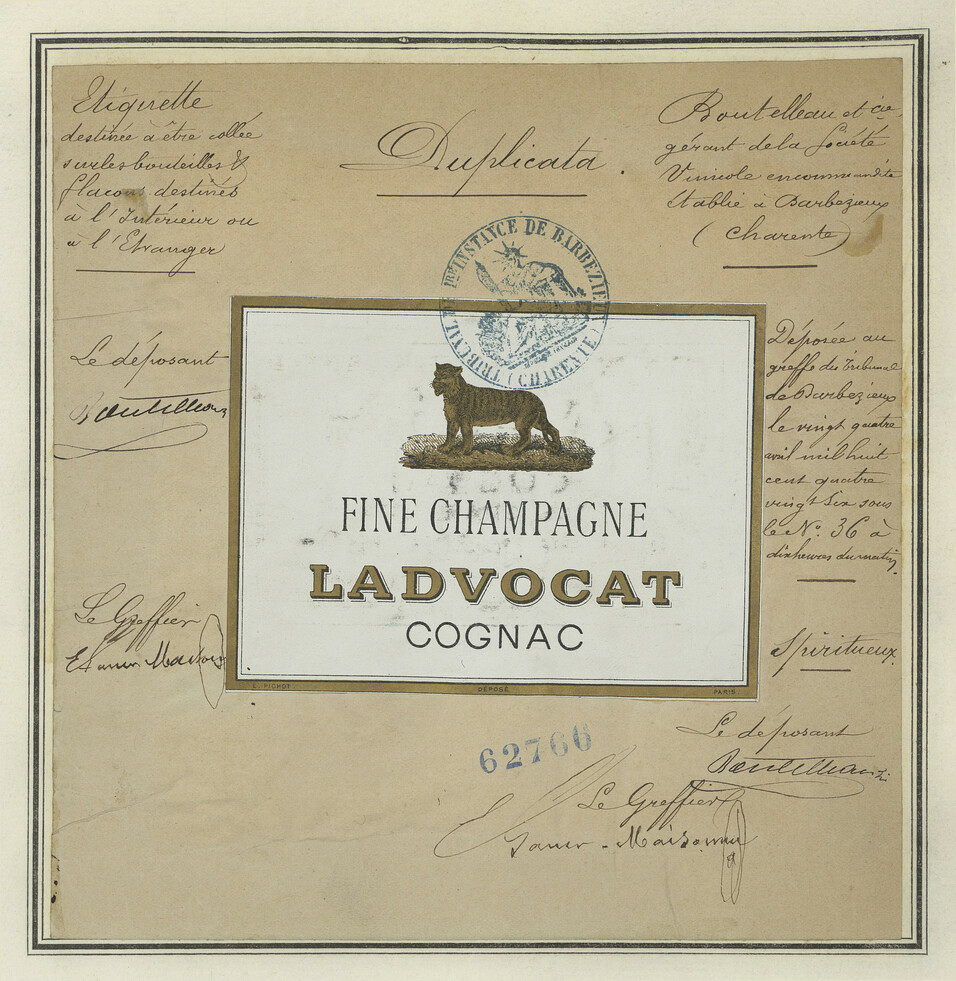 Etiquette
destinée à être collée
sur les bouteilles &
flacons destinés
à l'Intérieur ou
à l'Etranger
Duplicata.
Boutelleau et Cie
gérant de la Société
Vinicole en commandite
établie à Barbezieux
(Charente)
TRIBUNAL DE 1RE INSTANCE DE BARBEZIEUX
(CHARENTE)
Le déposant
Boutelleau
Déposée au
greffe du Tribunal
de Barbezieux
le vingt quatre
avril mil huit
cent quatre
vingt Six sous
le No. 36 à
dix heures du matin.
FINE CHAMPAGNE
LADVOCAT
COGNAC
Le Greffier
Spiritueux.
E. PICHOT
DÉPOSÉ
PARIS
62766
Le déposant
Boutelleau
Le Greffier